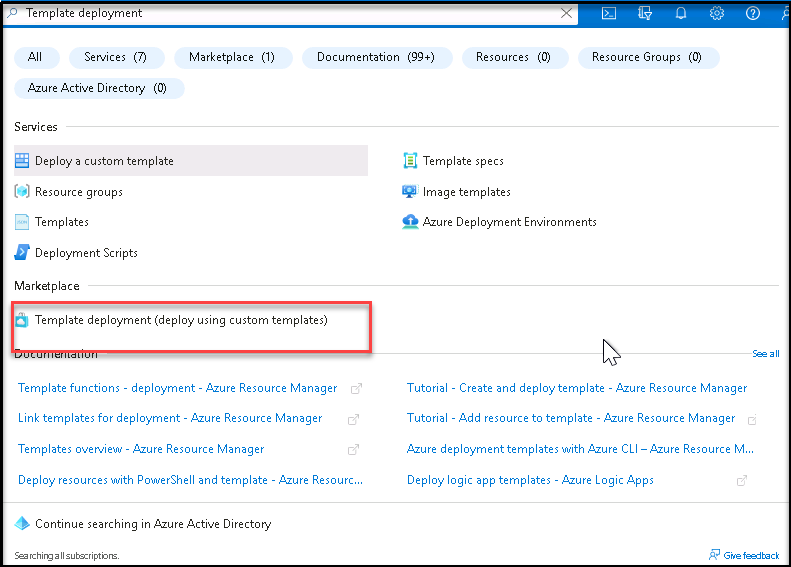 Template deployment
All
Services (7)
Marketplace (1)
Documentation (99+)
Resources (0)
Resource Groups (0)
Azure Active Directory (0)
Services
Deploy a custom template
Template specs
Resource groups
Image templates
Templates
Azure Deployment Environments
Deployment Scripts
Marketplace
Template deployment (deploy using custom templates)
Documentation
See all
Template functions - deployment - Azure Resource Manager
Tutorial - Create and deploy template - Azure Resource Manager
Link templates for deployment - Azure Resource Manager
Tutorial - Add resource to template - Azure Resource Manager
Templates overview - Azure Resource Manager
Azure deployment templates with Azure CLI – Azure Resource M...
Deploy resources with PowerShell and template - Azure Resourc...
Deploy logic app templates - Azure Logic Apps
Continue searching in Azure Active Directory
Searching all subscriptions.
Give feedback